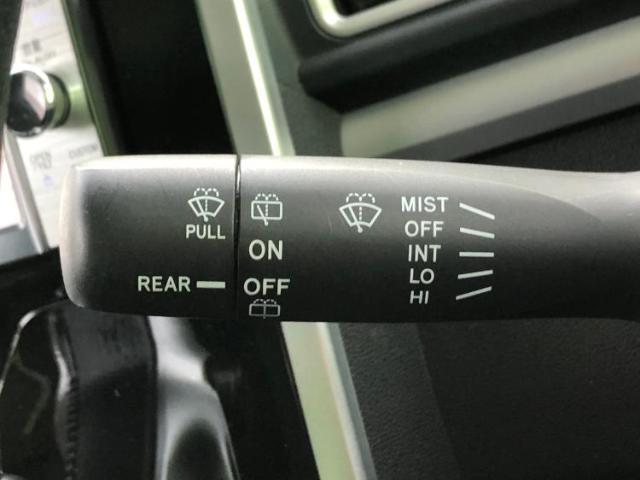 PULL
REAR
ON
OFF
MIST
OFF
INT
LO
HI